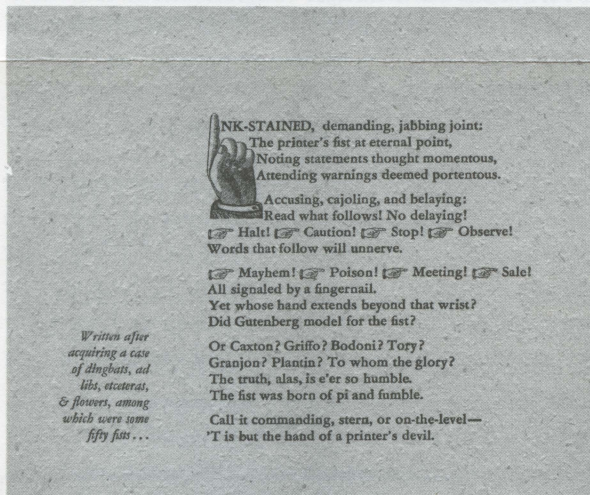 NK-STAINED, demanding, jabbing joint:
The printer's fist at eternal point,
Noting statements thought momentous,
Attending warnings deemed portentous.
Accusing, cajoling, and belaying:
Read what follows! No delaying!
☞ Halt! ☞ Caution! ☞ Stop! ☞ Observe!
Words that follow will unnerve.
☞ Mayhem! ☞ Poison! ☞ Meeting! ☞ Sale!
All signaled by a fingernail.
Yet whose hand extends beyond that wrist?
Did Gutenberg model for the fist?
Or Caxton? Griffo? Bodoni? Tory?
Granjon? Plantin? To whom the glory?
The truth, alas, is e'er so humble.
The fist was born of pi and fumble.
Call it commanding, stern, or on-the-level—
'T is but the hand of a printer's devil.
Written after
acquiring a case
of dingbats, ad
libs, etceteras,
& flowers, among
which were some
fifty fists . . .